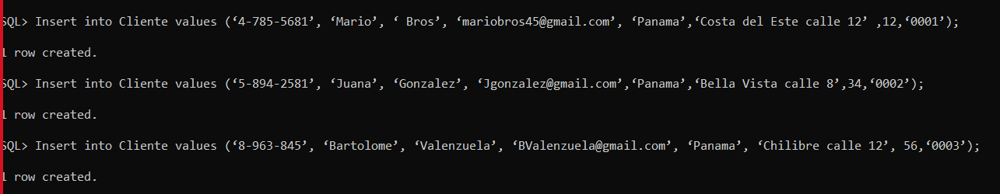 SQL> Insert into Cliente values (‘4-785-5681’, ‘Mario’, ‘ Bros’, ‘mariobros45@gmail.com’, ‘Panama’,‘Costa del Este calle 12’ ,12,‘0001’);
1 row created.
SQL> Insert into Cliente values (‘5-894-2581’, ‘Juana’, ‘Gonzalez’, ‘Jgonzalez@gmail.com’,‘Panama’,‘Bella Vista calle 8’,34,‘0002’);
1 row created.
SQL> Insert into Cliente values (‘8-963-845’, ‘Bartolome’, ‘Valenzuela’, ‘BValenzuela@gmail.com’, ‘Panama’, ‘Chilibre calle 12’, 56,‘0003’);
1 row created.